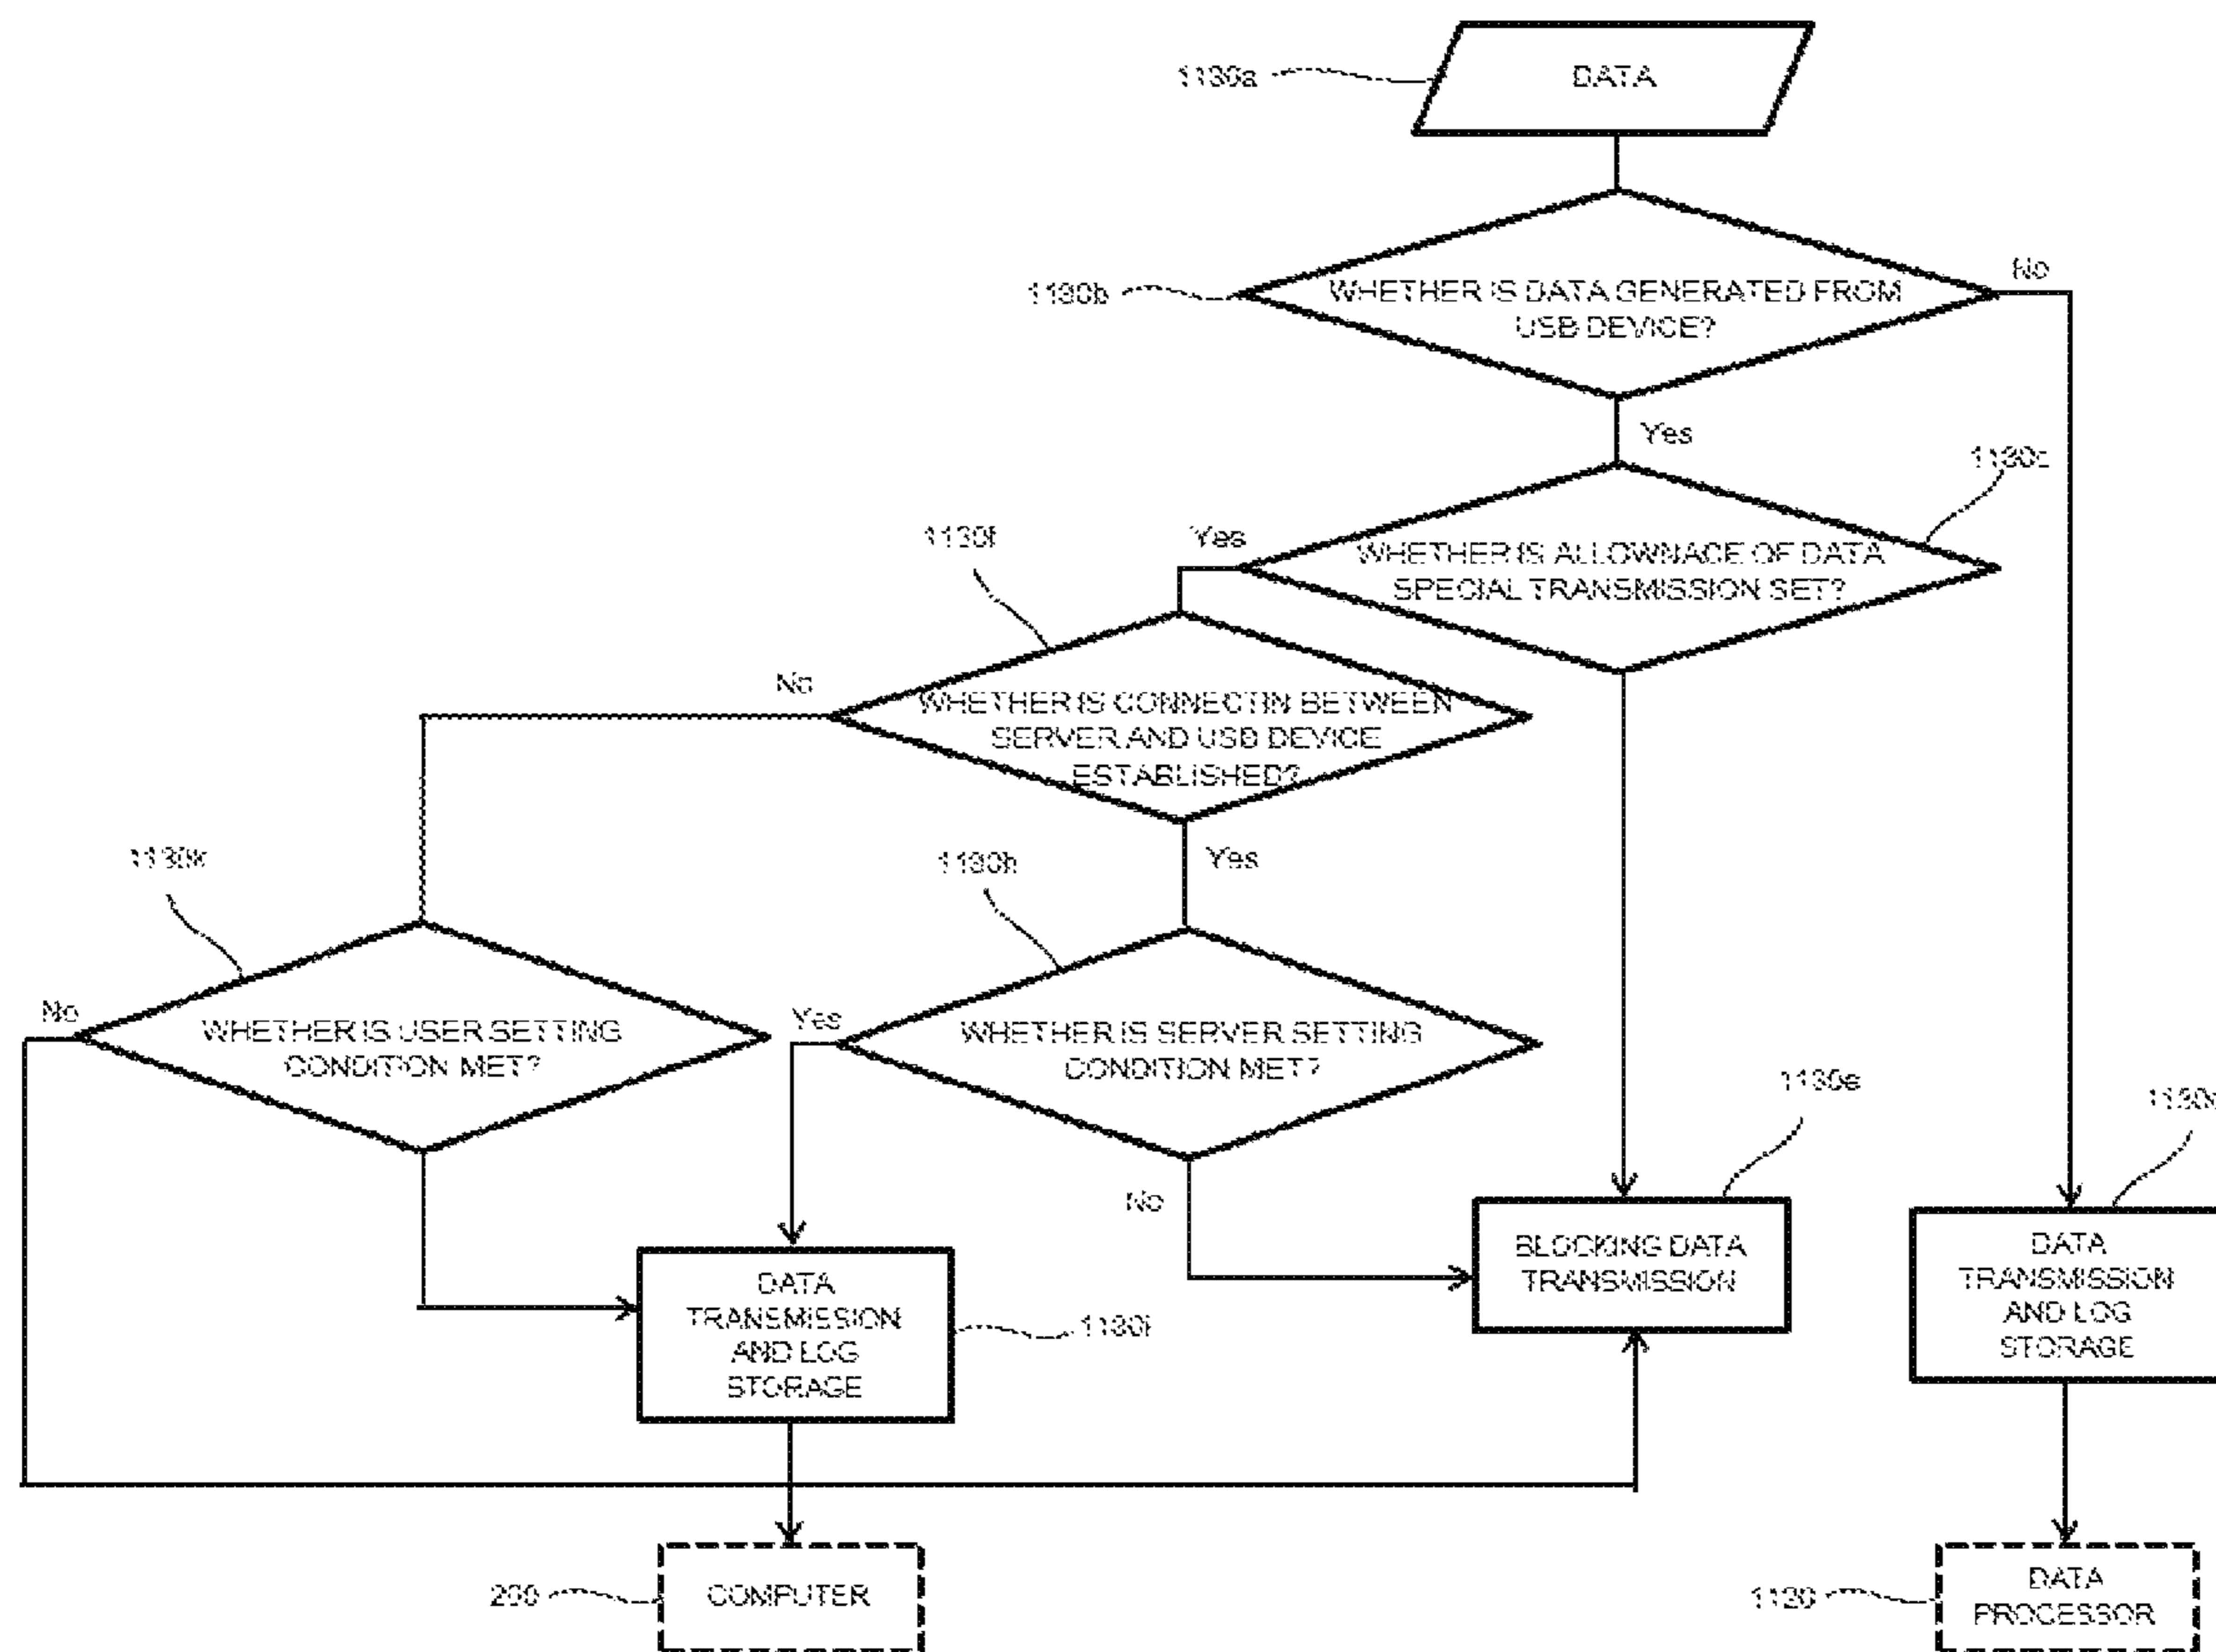 DATA
1130a
WHETHER IS DATA GENERATED FROM
USB DEVICE?
1130b
No
Yes
1130c
WHETHER IS ALLOWNACE OF DATA
SPECIAL TRANSMISSION SET?
Yes
1130f
WHETHER IS CONNECTIN BETWEEN
SERVER AND USB DEVICE
ESTABLISHED?
No
Yes
1130k
1130h
No
WHETHER IS USER SETTING
CONDITION MET?
Yes
WHETHER IS SERVER SETTING
CONDITION MET?
No
1130e
BLOCKING DATA
TRANSMISSION
DATA
TRANSMISSION
AND LOG
STORAGE
DATA
TRANSMISSION
AND LOG
STORAGE
200
COMPUTER
1120
DATA
PROCESSOR